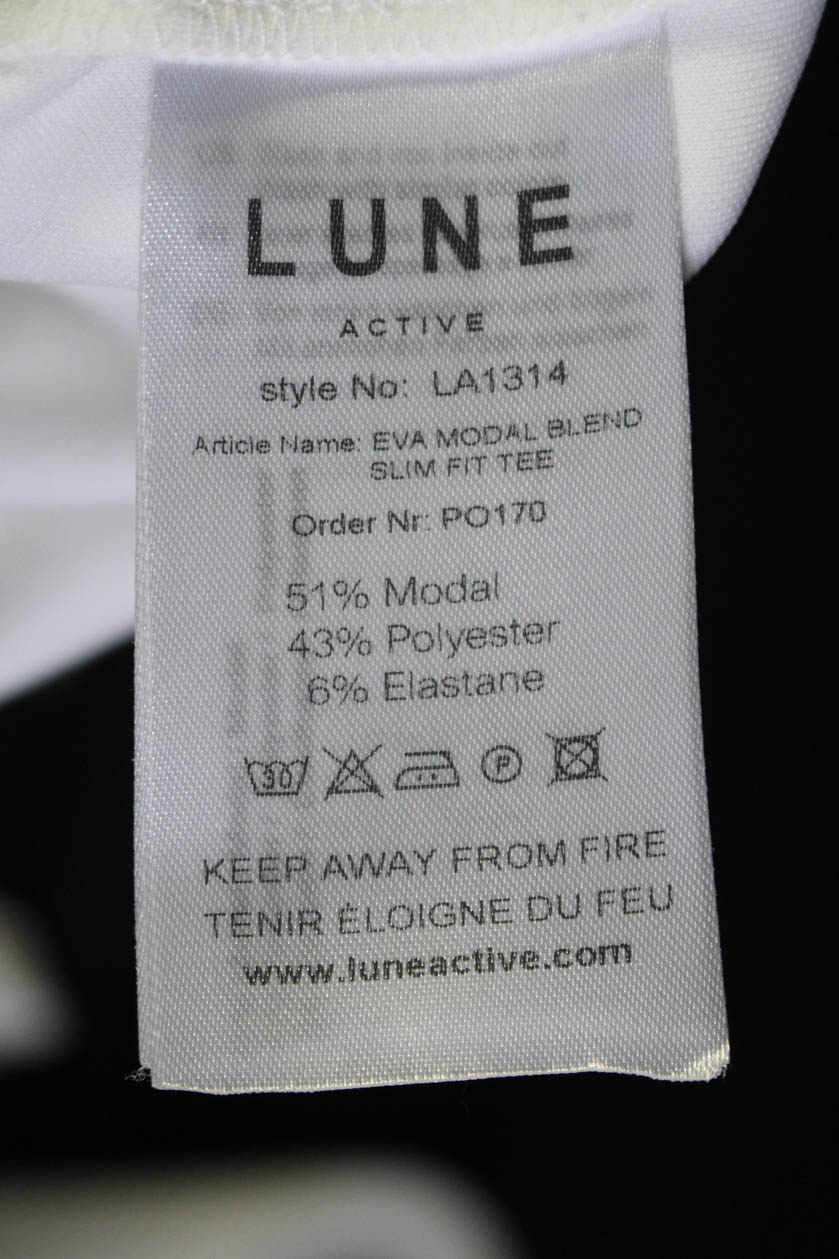 LUNE
ACTIVE
style No: LA1314
Article Name: EVA MODAL BLEND
SLIM FIT TEE
Order Nr: PO170
51% Modal
43% Polyester
6% Elastane
30
P
KEEP AWAY FROM FIRE
TENIR ÉLOIGNE DU FEU
www.luneactive.com